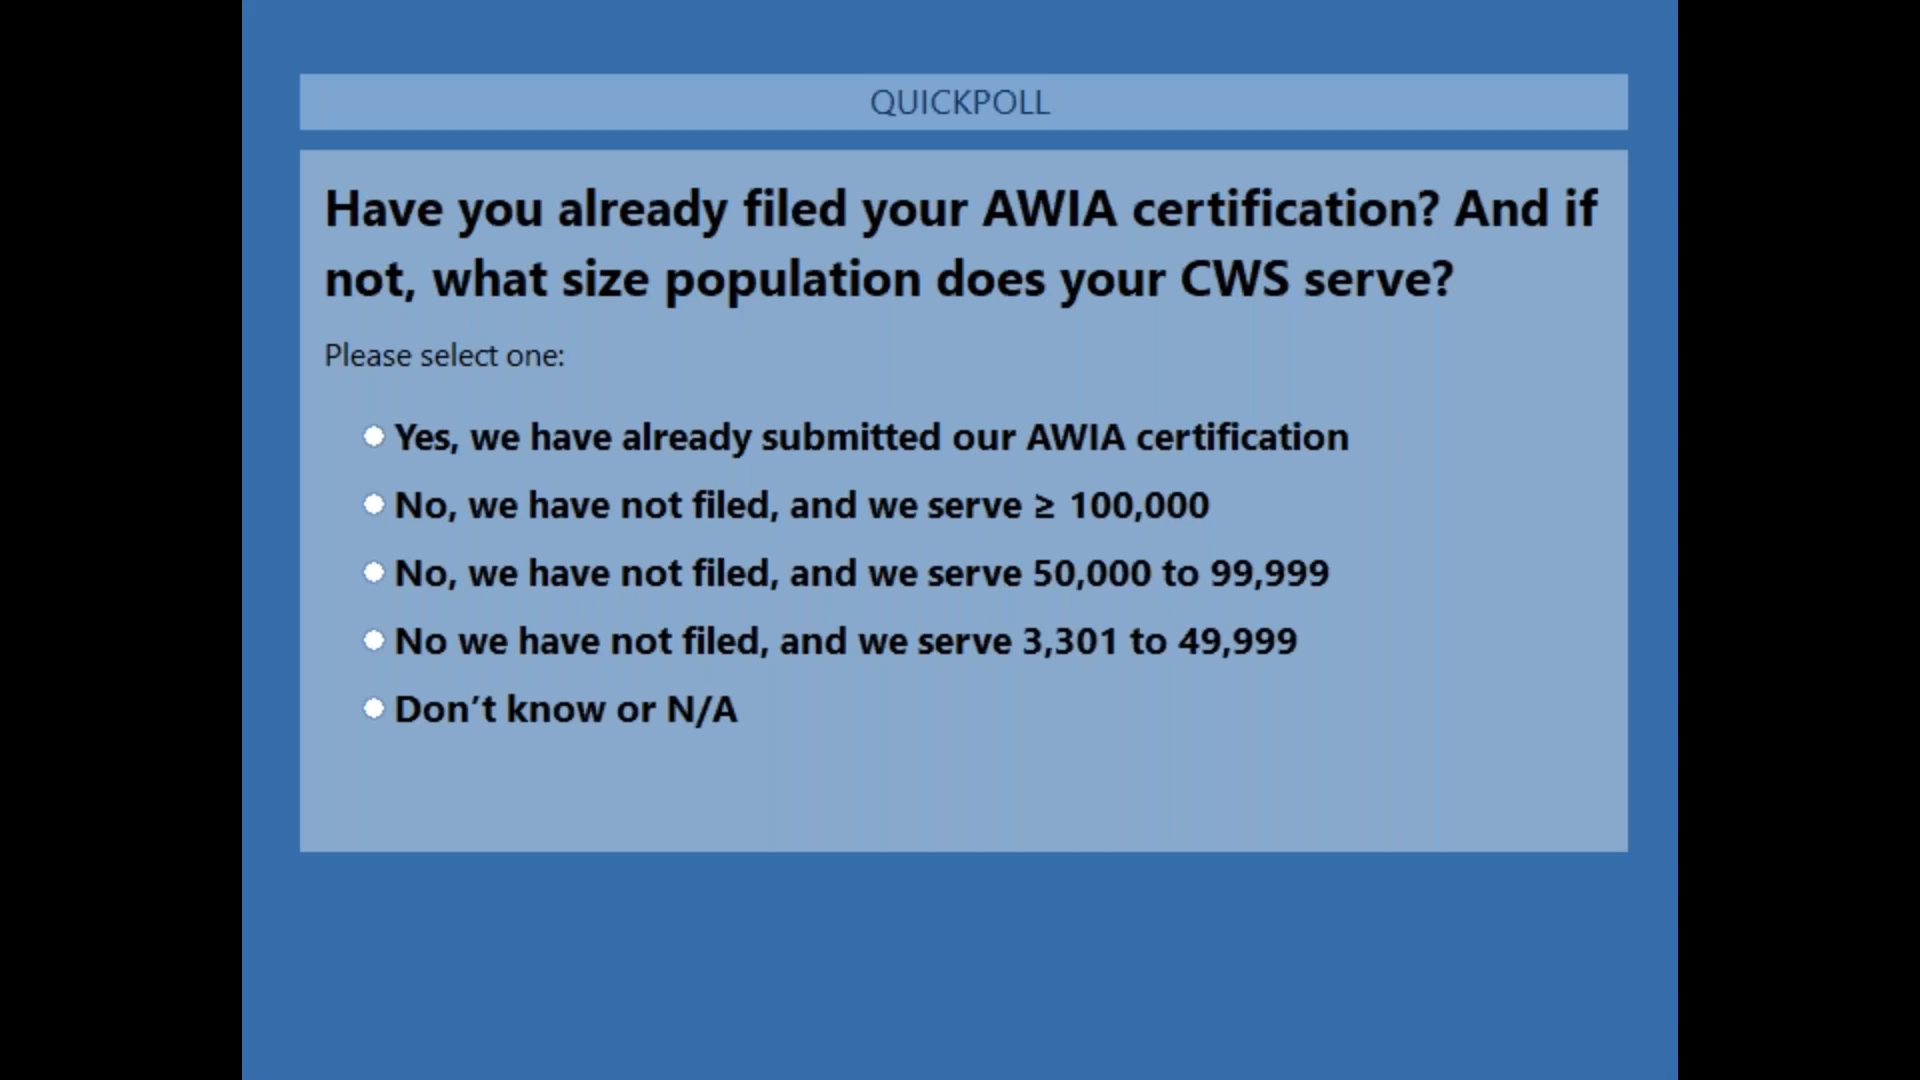 QUICKPOLL
Have you already filed your AWIA certification? And if
not, what size population does your CWS serve?
Please select one:
Yes, we have already submitted our AWIA certification
No, we have not filed, and we serve ≥ 100,000
No, we have not filed, and we serve 50,000 to 99,999
No we have not filed, and we serve 3,301 to 49,999
Don’t know or N/A